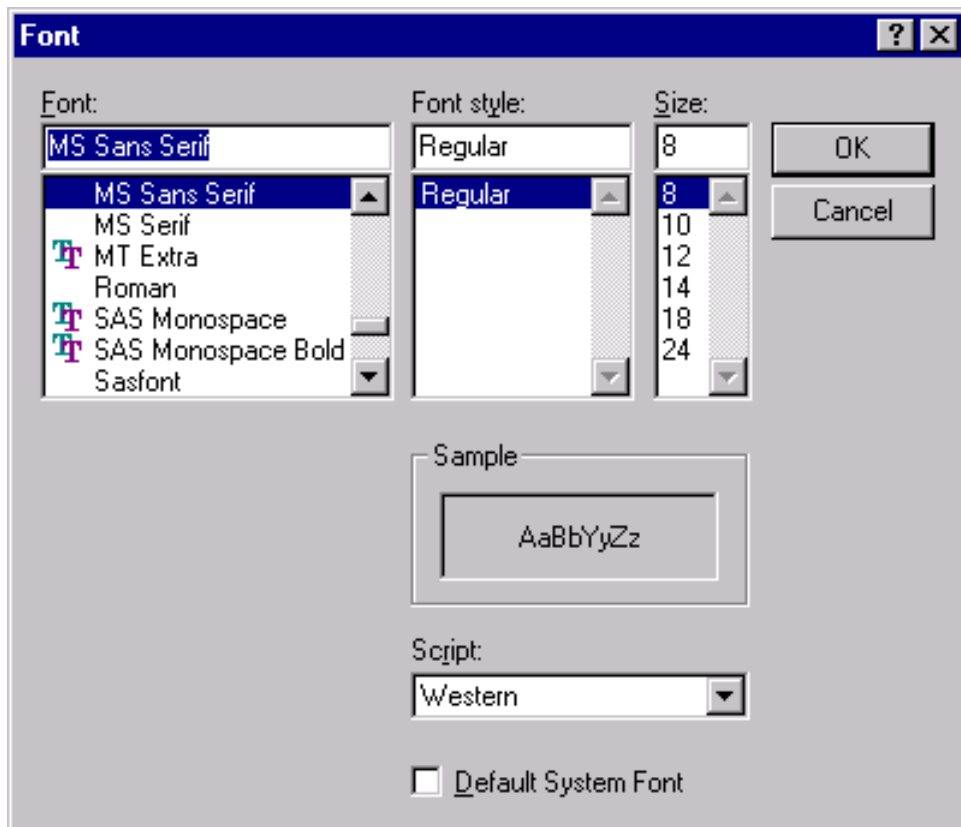 Font
Font:
MS Sans Serif
MS Sans Serif
MS Serif
MT Extra
Roman
SAS Monospace
SAS Monospace Bold
Sasfont
Font style:
Regular
Regular
Size:
8
8
10
12
14
18
24
OK
Cancel
Sample
AaBbYyZz
Script:
Western
Default System Font